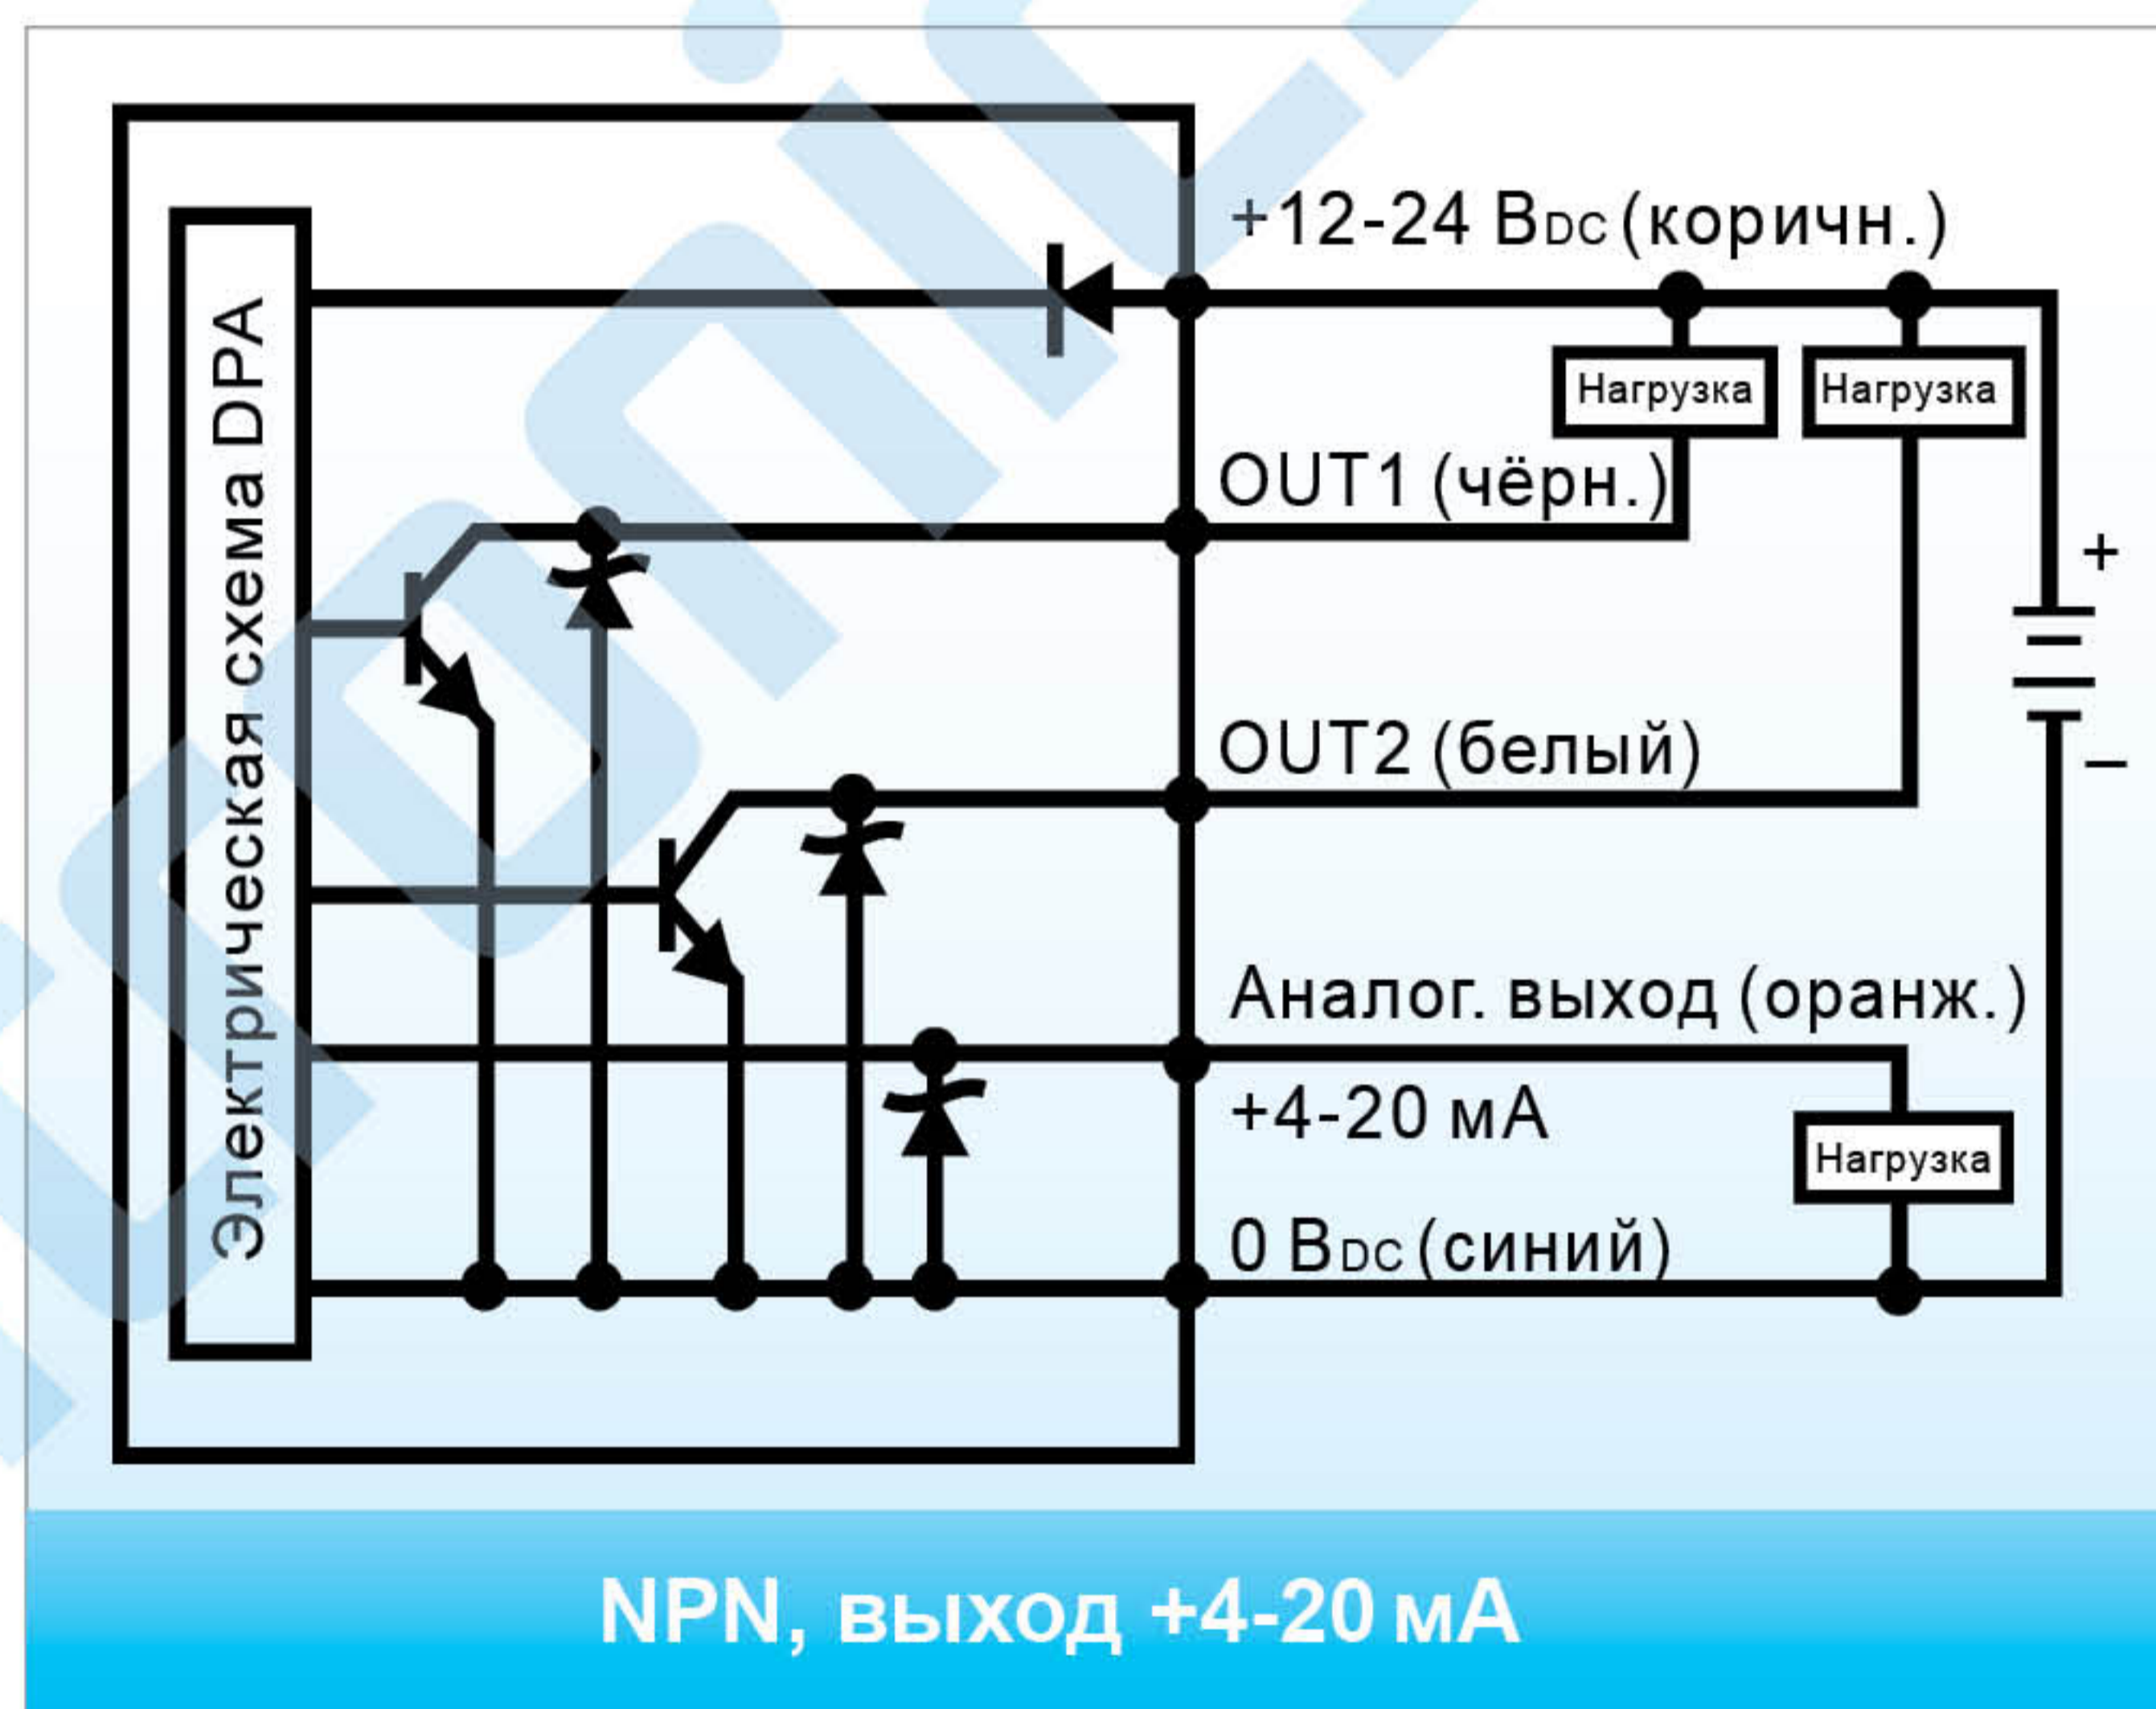 Электрическая схема DPA
+12-24 BDC (коричн.)
Нагрузка
Нагрузка
OUT1 (чёрн.)
+
OUT2 (белый)
–
Аналог. выход (оранж.)
+4-20 мА
Нагрузка
0 BDC (синий)
NPN, выход +4-20 мА